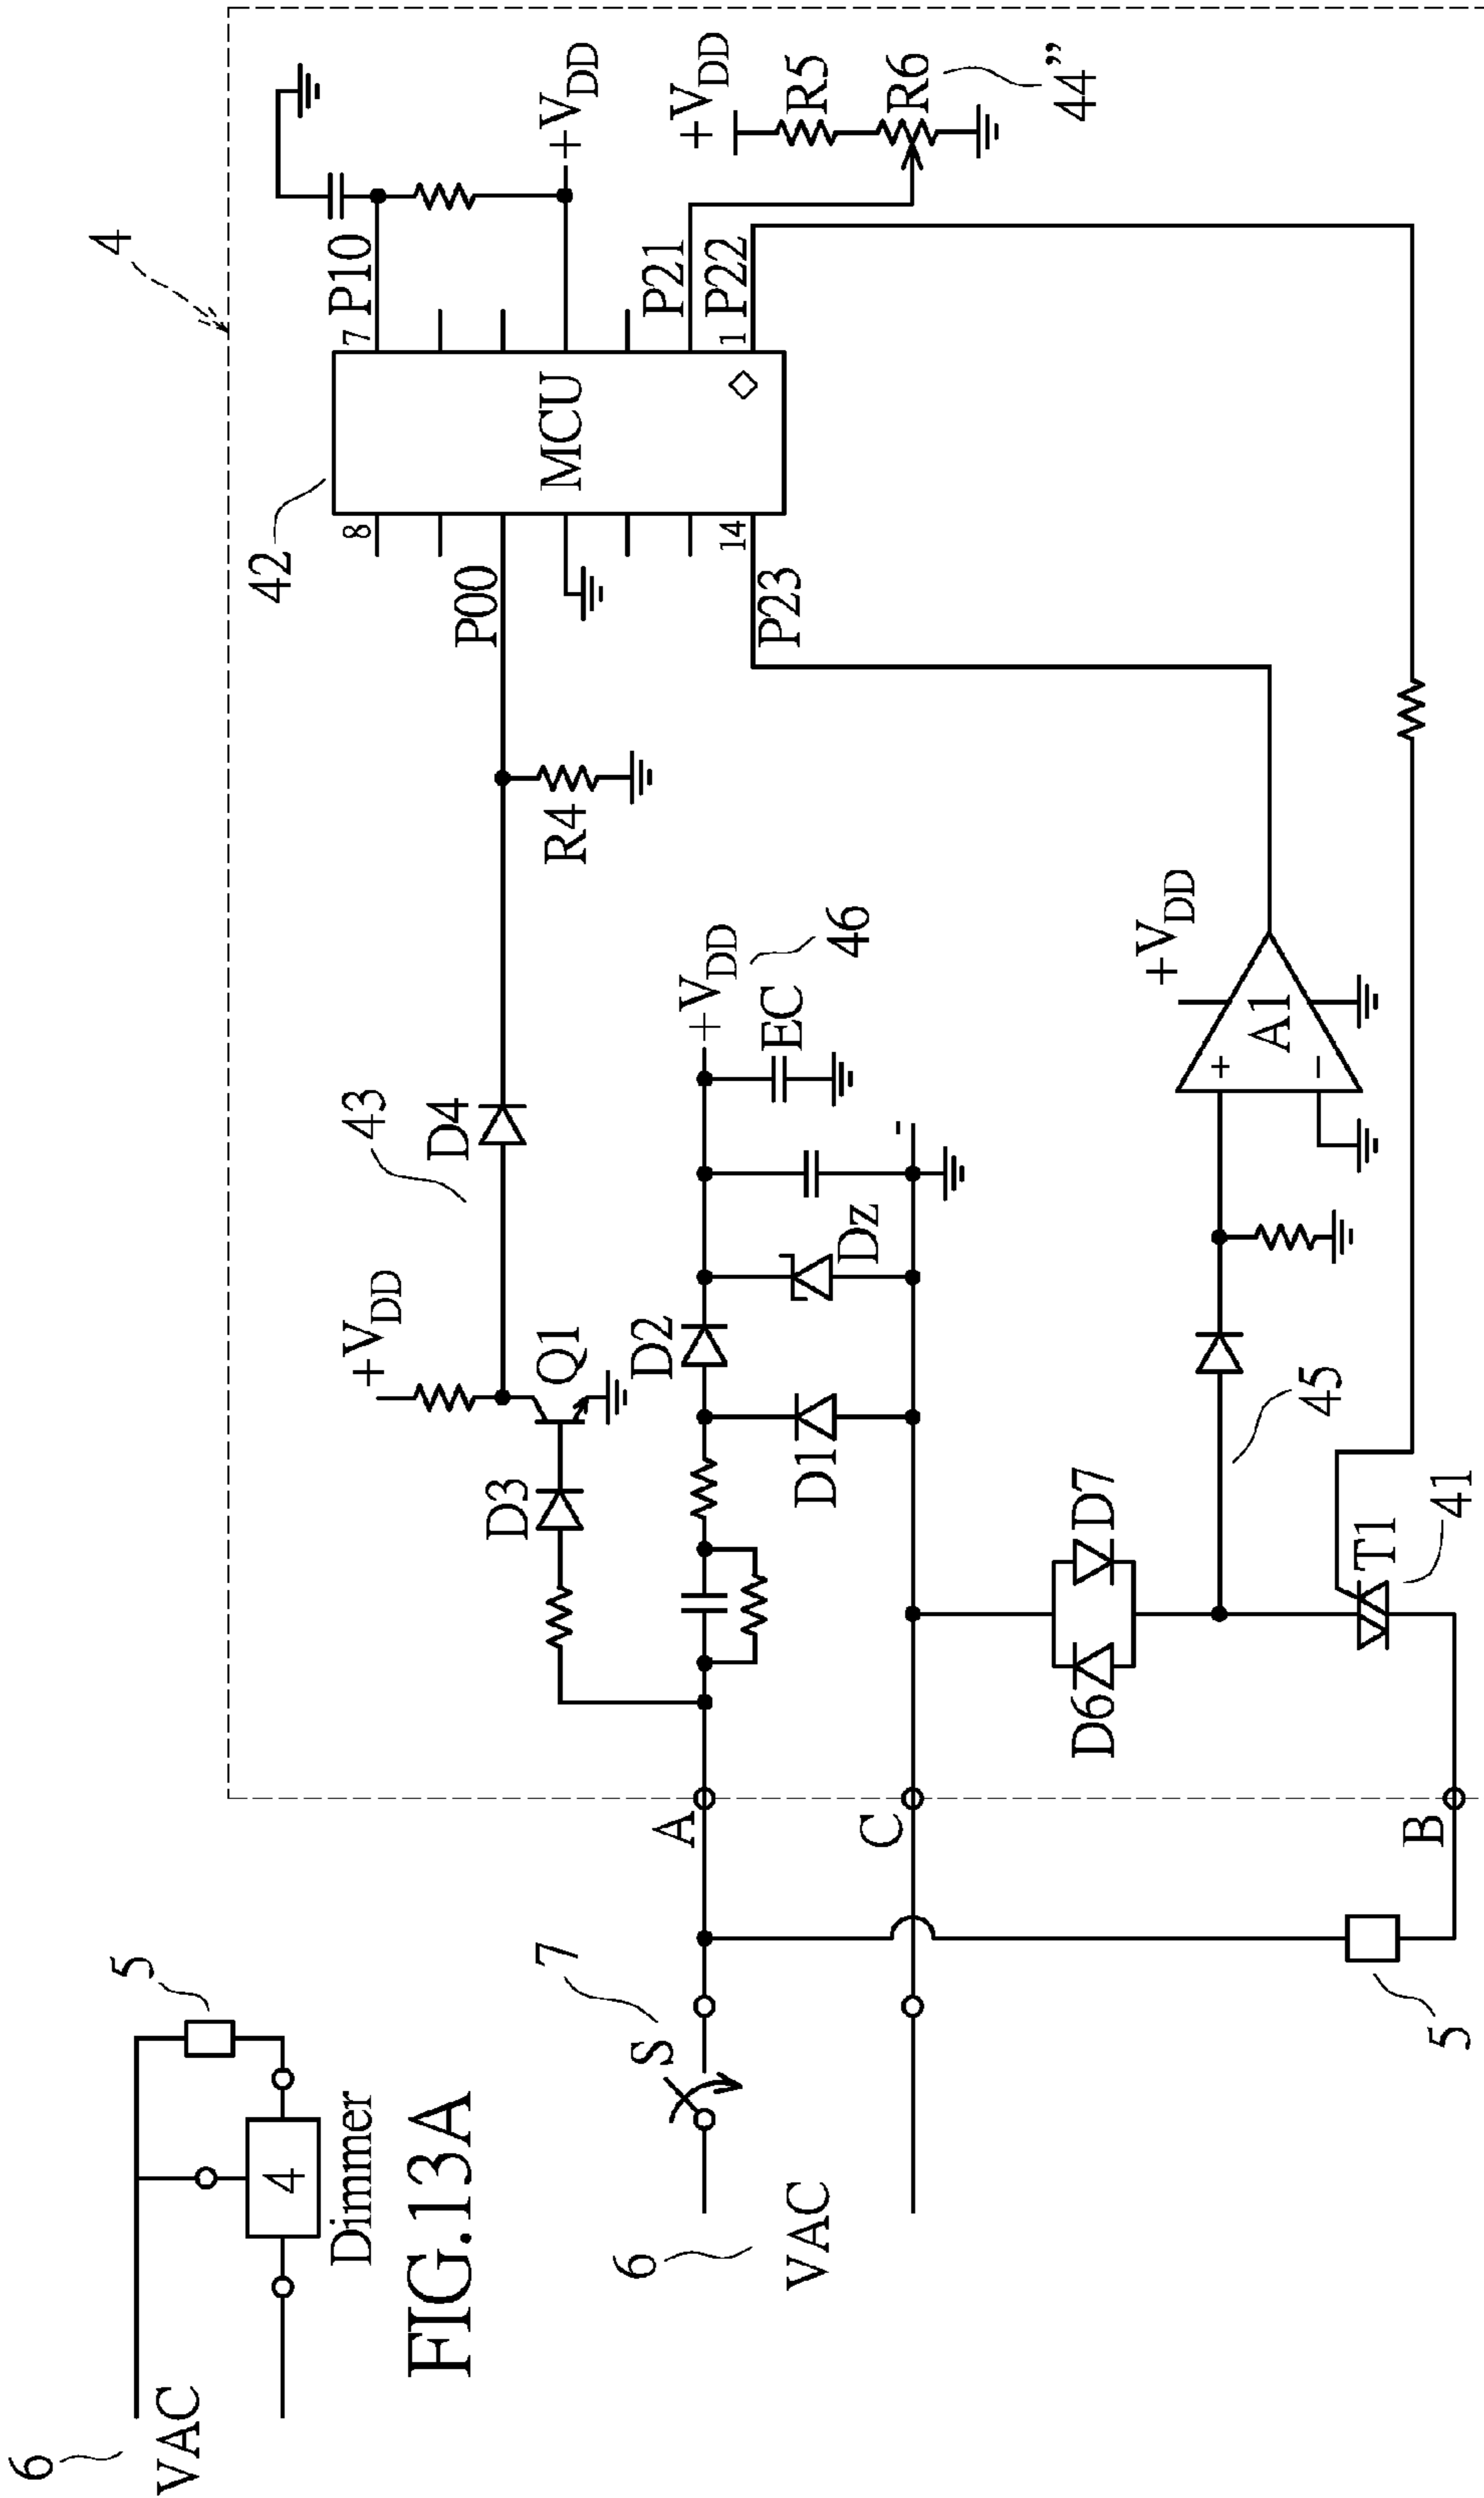 6
VAC
5
4
Dimmer
FIG.13A
4
42
7 P10
8
MCU
+VDD
P00
P21
P22
1
14
P23
+VDD
R5
R6
44”
43
+VDD
D3
Q1
D4
R4
D2
+VDD
EC
46
D1
Dz
-
6
VAC
S
7
A
C
B
5
D6
D7
45
T1
41
+VDD
+
A1
−